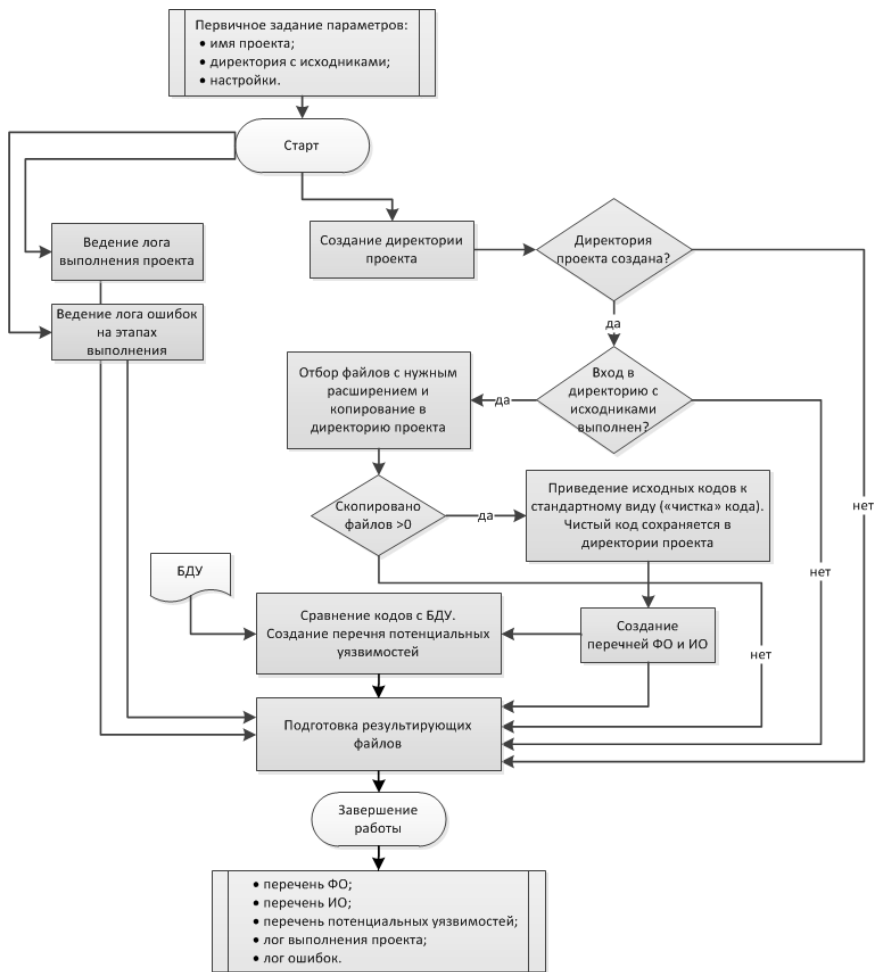 Первичное задание параметров:
• имя проекта;
• директория с исходниками;
• настройки.
Старт
Ведение лога
выполнения проекта
Создание директории
проекта
Директория
проекта создана?
Ведение лога ошибок
на этапах
выполнения
да
Отбор файлов с нужным
расширением и
копирование в
директорию проекта
да
Вход в
директорию с
исходниками
выполнен?
Скопировано
файлов >0
да
Приведение исходных кодов к
стандартному виду («чистка» кода).
Чистый код сохраняется в
директории проекта
нет
нет
БДУ
Сравнение кодов с БДУ.
Создание перечня потенциальных
уязвимостей
Создание
перечней ФО и ИО
нет
Подготовка результирующих
файлов
Завершение
работы
• перечень ФО;
• перечень ИО;
• перечень потенциальных уязвимостей;
• лог выполнения проекта;
• лог ошибок.